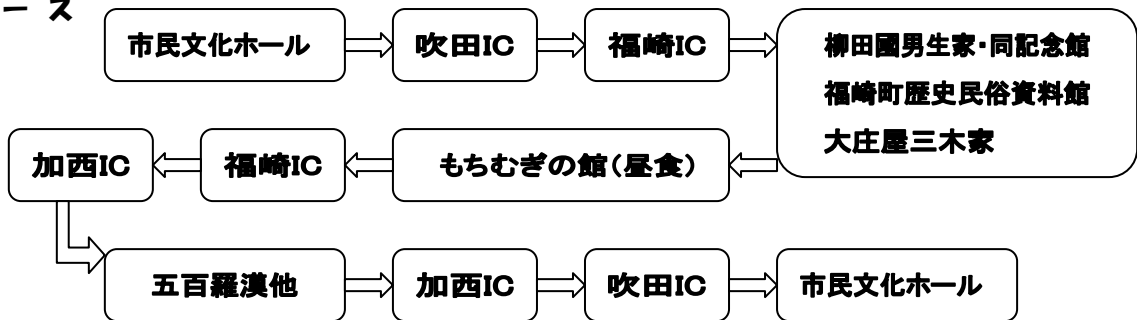 ース
市民文化ホール
吹田IC
福崎IC
柳田國男生家・同記念館
福崎町歴史民俗資料館
大庄屋三木家
もちむぎの館(昼食)
福崎IC
加西IC
五百羅漢他
加西IC
吹田IC
市民文化ホール